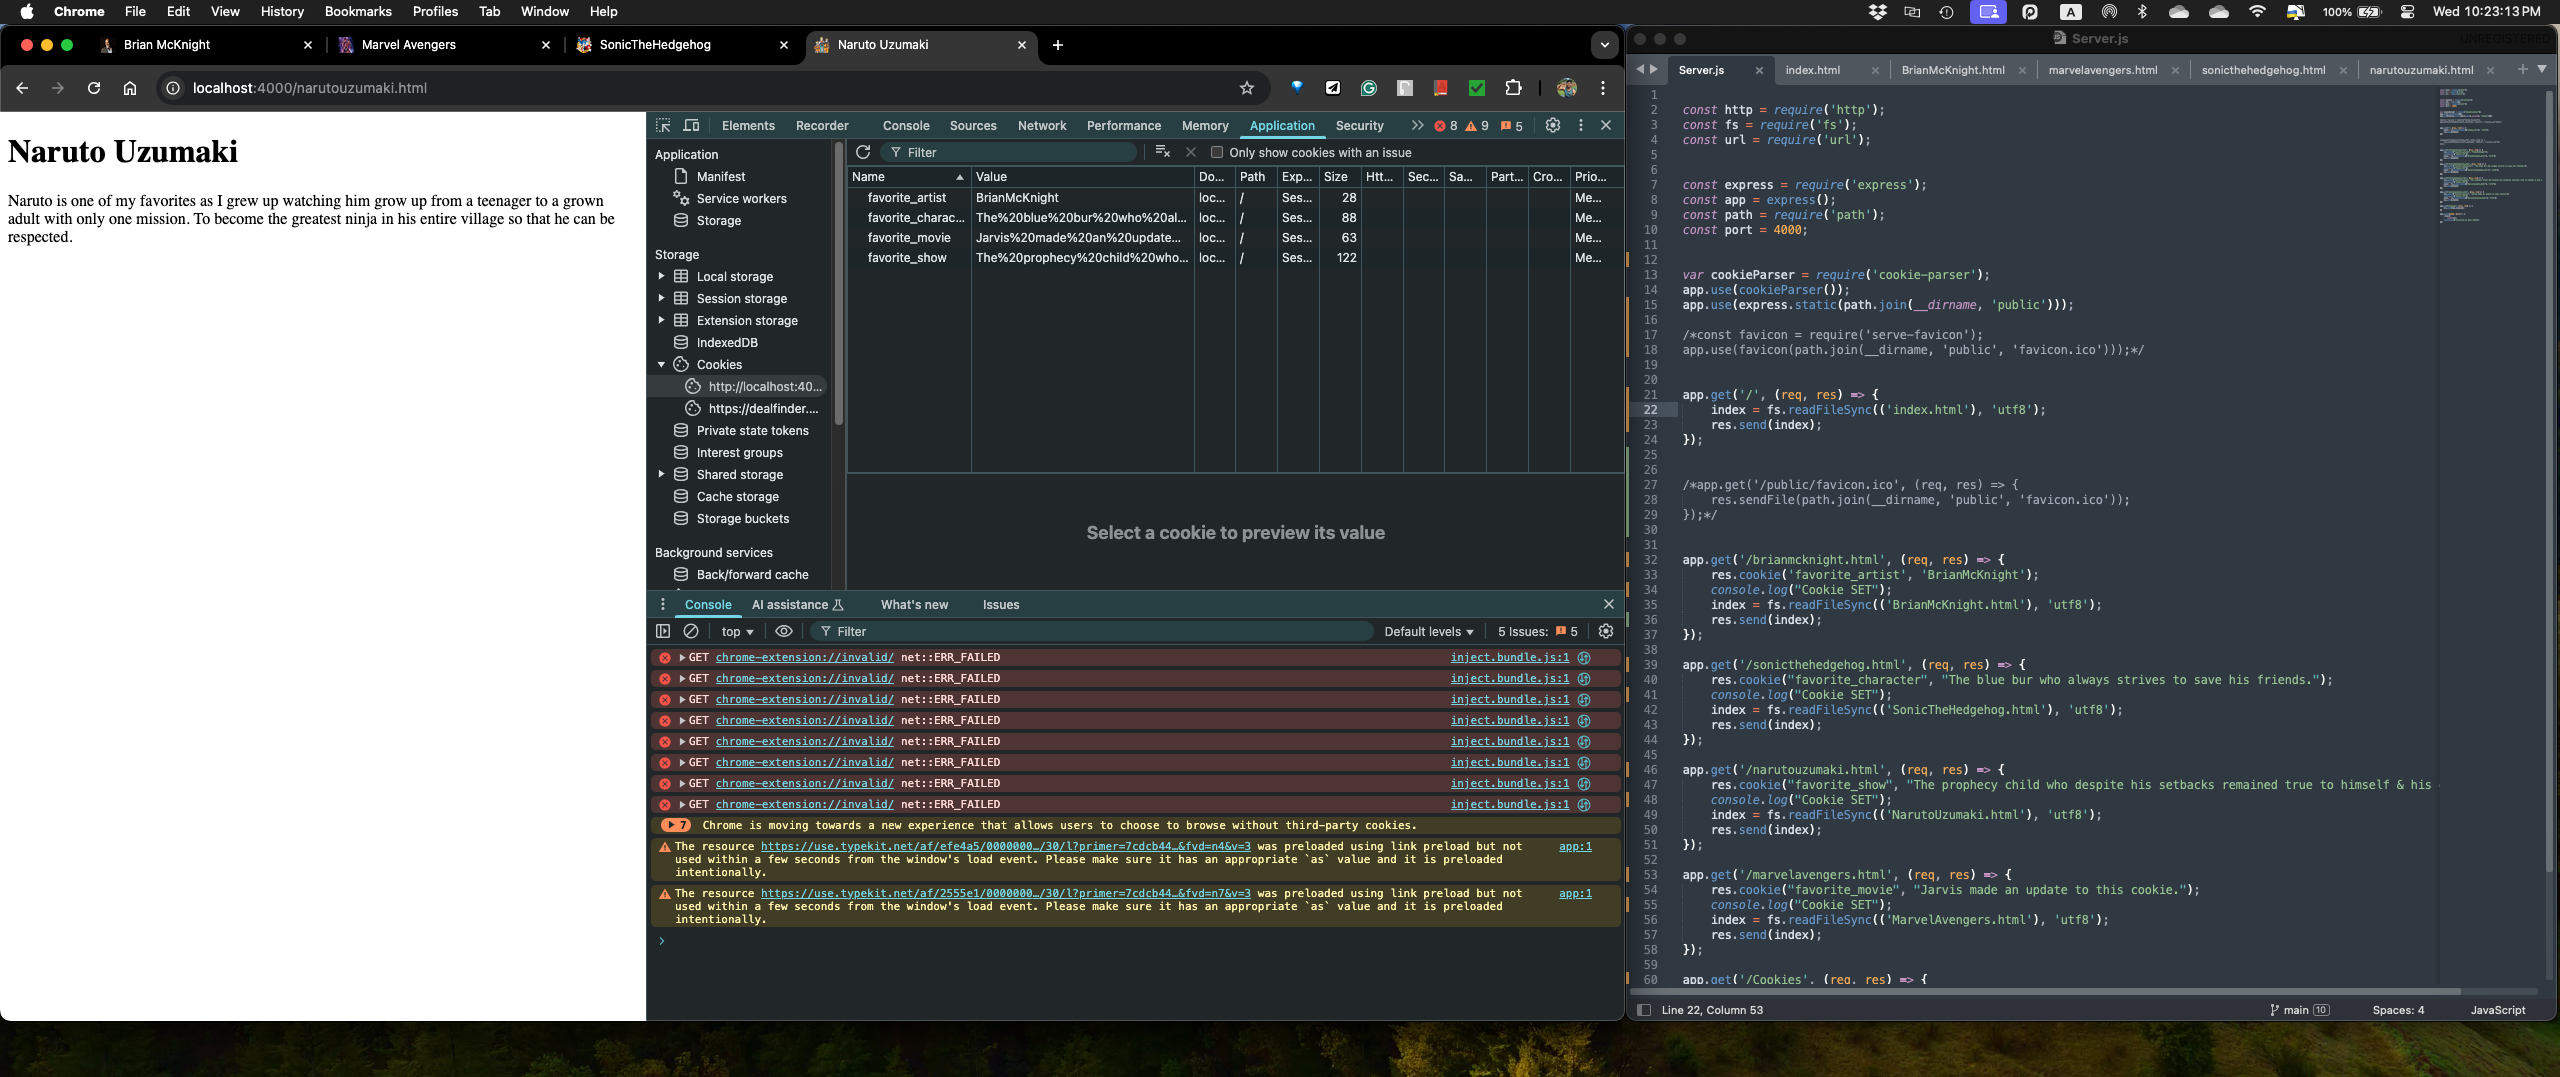 Chrome File Edit View History Bookmarks Profiles Tab Window Help
A 100% Wed 10:23:13 PM
Brian McKnight
Marvel Avengers
SonicTheHedgehog
Naruto Uzumaki
localhost:4000/narutouzumaki.html
Naruto Uzumaki
Naruto is one of my favorites as I grew up watching him grow up from a teenager to a grown
adult with only one mission. To become the greatest ninja in his entire village so that he can be
respected.
Elements Recorder Console Sources Network Performance Memory Application Security 8 9 5
Application
Manifest
Service workers
Storage
Storage
Local storage
Session storage
Extension storage
IndexedDB
Cookies
http://localhost:40...
https://dealfinder....
Private state tokens
Interest groups
Shared storage
Cache storage
Storage buckets
Background services
Back/forward cache
Filter Only show cookies with an issue
Name Value Do... Path Exp... Size Htt... Sec... Sa... Part... Cro... Prio...
favorite_artist BrianMcKnight loc... / Ses... 28 Me...
favorite_charac... The%20blue%20bur%20who%20al... loc... / Ses... 88 Me...
favorite_movie Jarvis%20made%20an%20update... loc... / Ses... 63 Me...
favorite_show The%20prophecy%20child%20who... loc... / Ses... 122 Me...
Select a cookie to preview its value
Console AI assistance What's new Issues
top Filter Default levels 5 Issues: 5
GET chrome-extension://invalid/ net::ERR_FAILED inject.bundle.js:1
GET chrome-extension://invalid/ net::ERR_FAILED inject.bundle.js:1
GET chrome-extension://invalid/ net::ERR_FAILED inject.bundle.js:1
GET chrome-extension://invalid/ net::ERR_FAILED inject.bundle.js:1
GET chrome-extension://invalid/ net::ERR_FAILED inject.bundle.js:1
GET chrome-extension://invalid/ net::ERR_FAILED inject.bundle.js:1
GET chrome-extension://invalid/ net::ERR_FAILED inject.bundle.js:1
GET chrome-extension://invalid/ net::ERR_FAILED inject.bundle.js:1
7 Chrome is moving towards a new experience that allows users to choose to browse without third-party cookies.
The resource https://use.typekit.net/af/efe4a5/0000000…/30/l?primer=7cdcb44…&fvd=n4&v=3 was preloaded using link preload but not app:1
used within a few seconds from the window's load event. Please make sure it has an appropriate `as` value and it is preloaded
intentionally.
The resource https://use.typekit.net/af/2555e1/0000000…/30/l?primer=7cdcb44…&fvd=n7&v=3 was preloaded using link preload but not app:1
used within a few seconds from the window's load event. Please make sure it has an appropriate `as` value and it is preloaded
intentionally.
Server.js UNREGISTERED
Server.js index.html BrianMcKnight.html marvelavengers.html sonicthehedgehog.html narutouzumaki.html
1
2 const http = require('http');
3 const fs = require('fs');
4 const url = require('url');
5
6
7 const express = require('express');
8 const app = express();
9 const path = require('path');
10 const port = 4000;
11
12
13 var cookieParser = require('cookie-parser');
14 app.use(cookieParser());
15 app.use(express.static(path.join(__dirname, 'public')));
16
17 /*const favicon = require('serve-favicon');
18 app.use(favicon(path.join(__dirname, 'public', 'favicon.ico')));*/
19
20
21 app.get('/', (req, res) => {
22 index = fs.readFileSync(('index.html'), 'utf8');
23 res.send(index);
24 });
25
26
27 /*app.get('/public/favicon.ico', (req, res) => {
28 res.sendFile(path.join(__dirname, 'public', 'favicon.ico'));
29 });*/
30
31
32 app.get('/brianmcknight.html', (req, res) => {
33 res.cookie('favorite_artist', 'BrianMcKnight');
34 console.log("Cookie SET");
35 index = fs.readFileSync(('BrianMcKnight.html'), 'utf8');
36 res.send(index);
37 });
38
39 app.get('/sonicthehedgehog.html', (req, res) => {
40 res.cookie("favorite_character", "The blue bur who always strives to save his friends.");
41 console.log("Cookie SET");
42 index = fs.readFileSync(('SonicTheHedgehog.html'), 'utf8');
43 res.send(index);
44 });
45
46 app.get('/narutouzumaki.html', (req, res) => {
47 res.cookie("favorite_show", "The prophecy child who despite his setbacks remained true to himself & his
48 console.log("Cookie SET");
49 index = fs.readFileSync(('NarutoUzumaki.html'), 'utf8');
50 res.send(index);
51 });
52
53 app.get('/marvelavengers.html', (req, res) => {
54 res.cookie("favorite_movie", "Jarvis made an update to this cookie.");
55 console.log("Cookie SET");
56 index = fs.readFileSync(('MarvelAvengers.html'), 'utf8');
57 res.send(index);
58 });
59
60 app.get('/Cookies', (req, res) => {
Line 22, Column 53 main 10 Spaces: 4 JavaScript